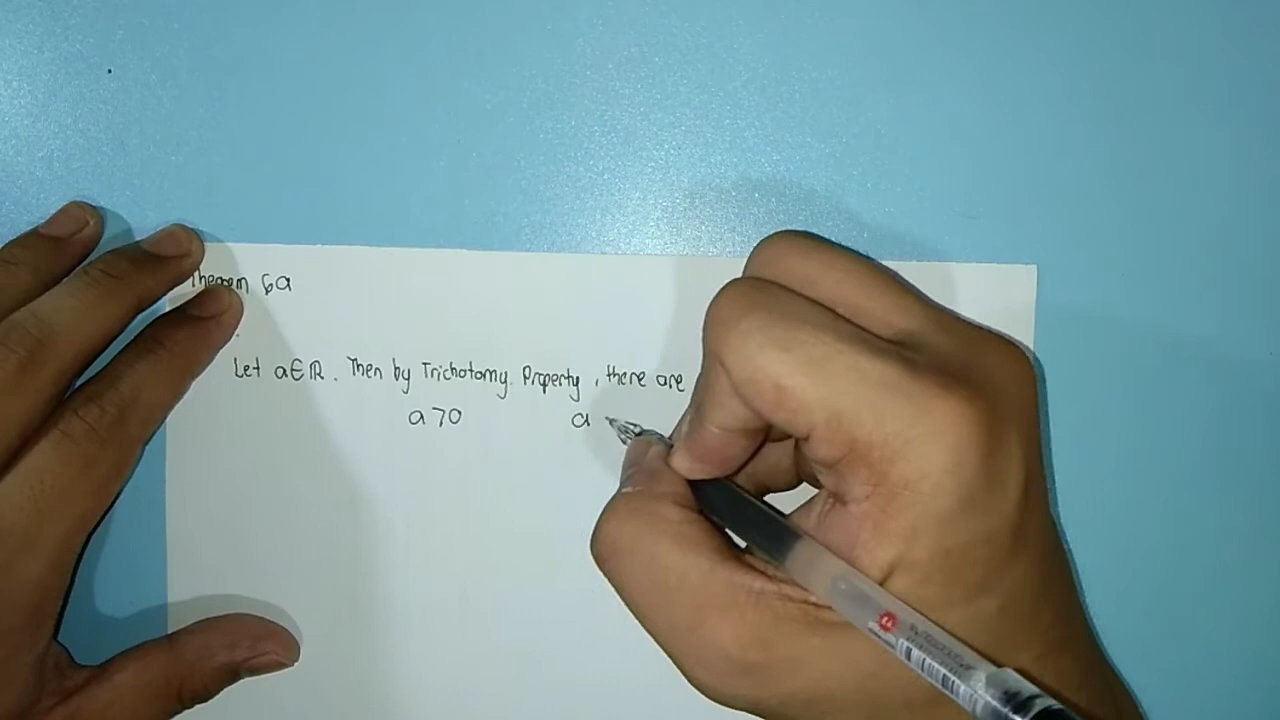 Theorem 6a
Let a∈ℝ. Then by Trichotomy. Property, there are
a>0 a